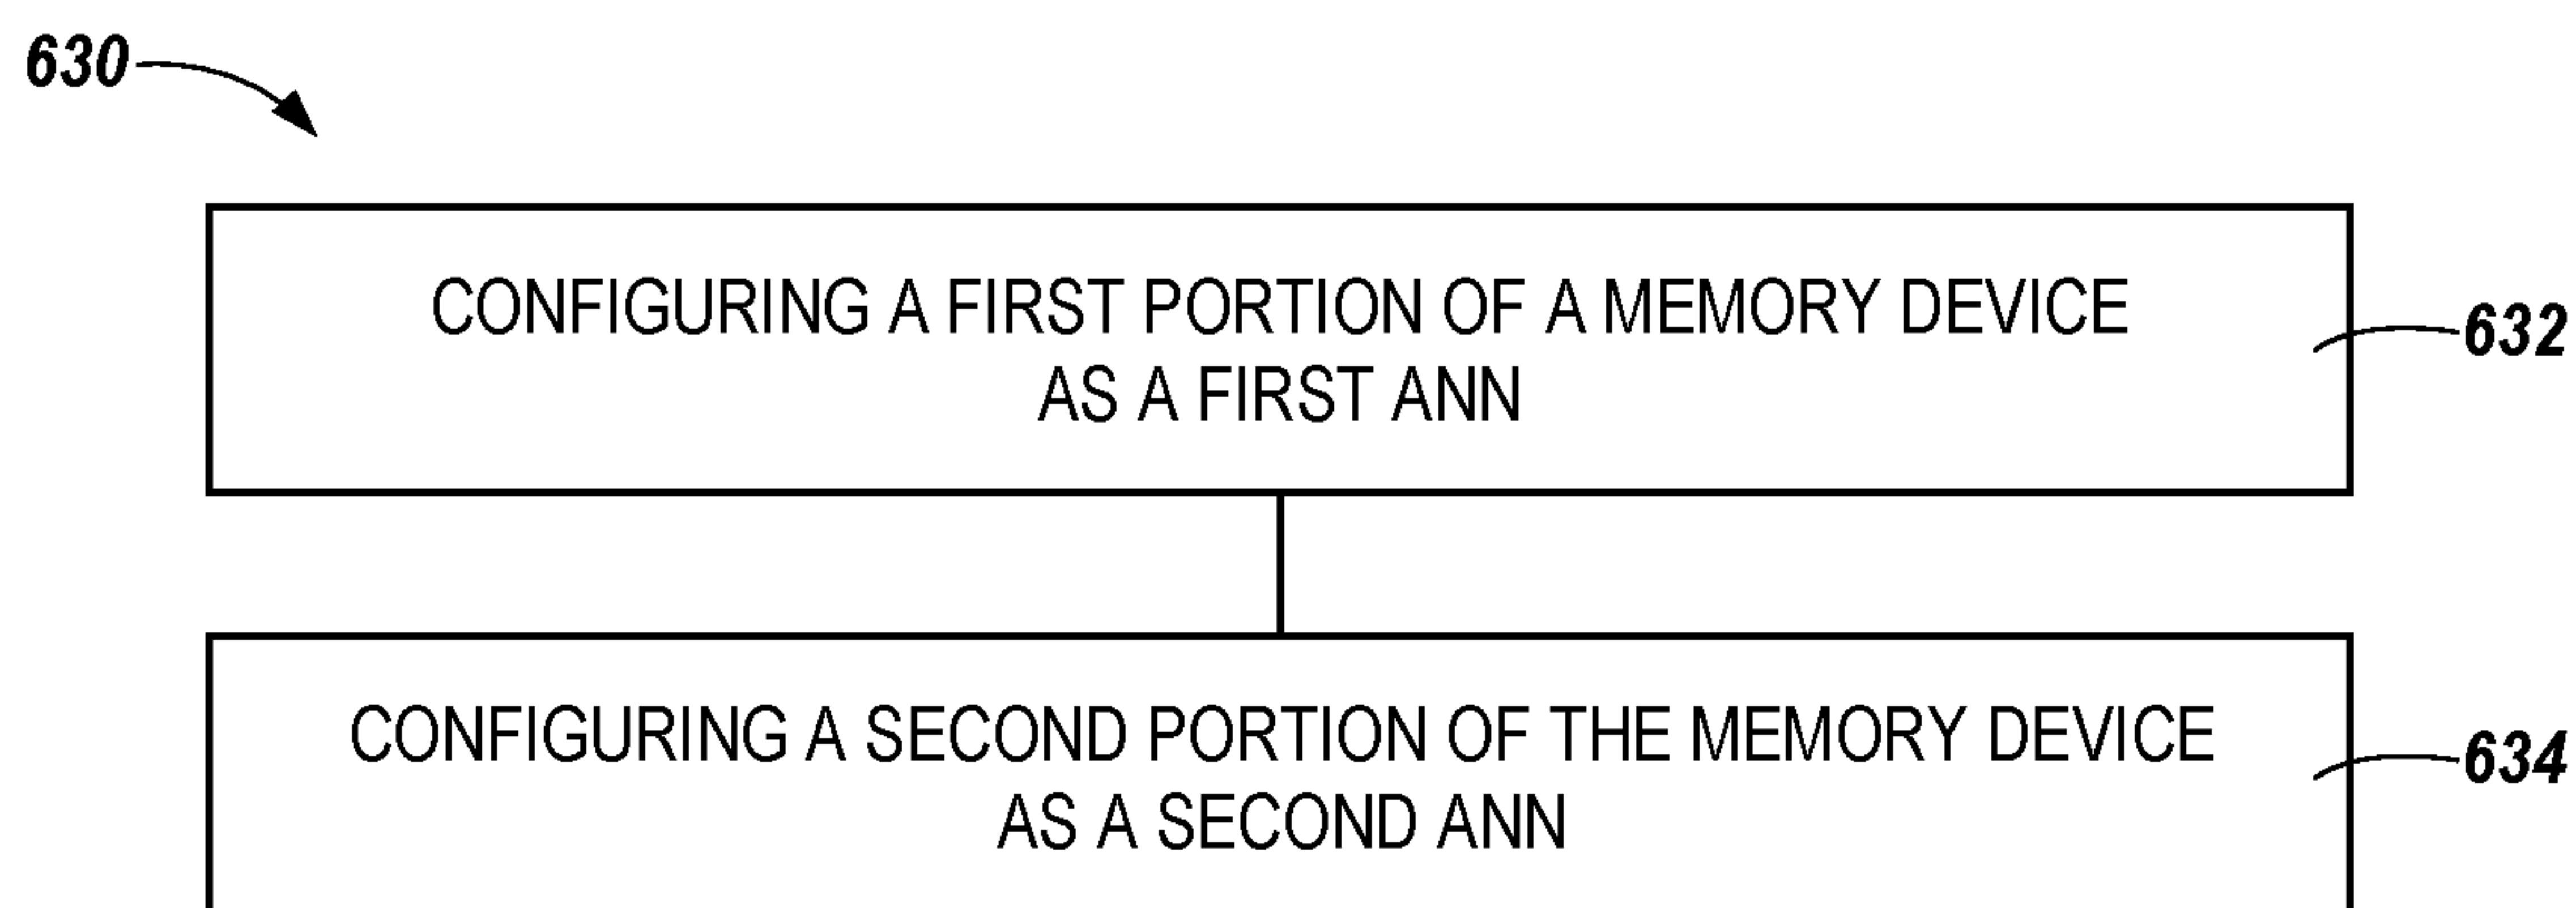 630
CONFIGURING A FIRST PORTION OF A MEMORY DEVICE
AS A FIRST ANN
632
CONFIGURING A SECOND PORTION OF THE MEMORY DEVICE
AS A SECOND ANN
634